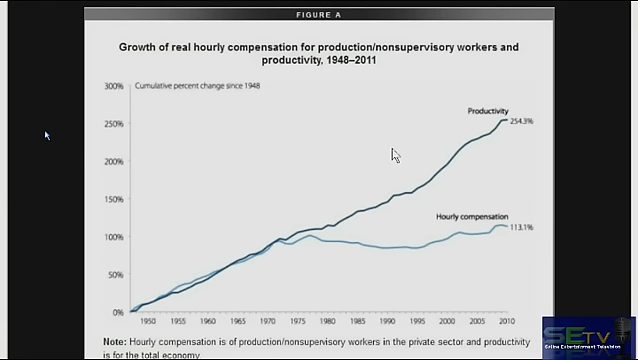 FIGURE A
Growth of real hourly compensation for production/nonsupervisory workers and
productivity, 1948–2011
300%
Cumulative percent change since 1948
Productivity
254.3%
250%
200%
150%
Hourly compensation
113.1%
100%
50%
0%
1950 1955 1960 1965 1970 1975 1980 1985 1990 1995 2000 2005 2010
Note: Hourly compensation is of production/nonsupervisory workers in the private sector and productivity
is for the total economy.
SETV
Entertainment Television